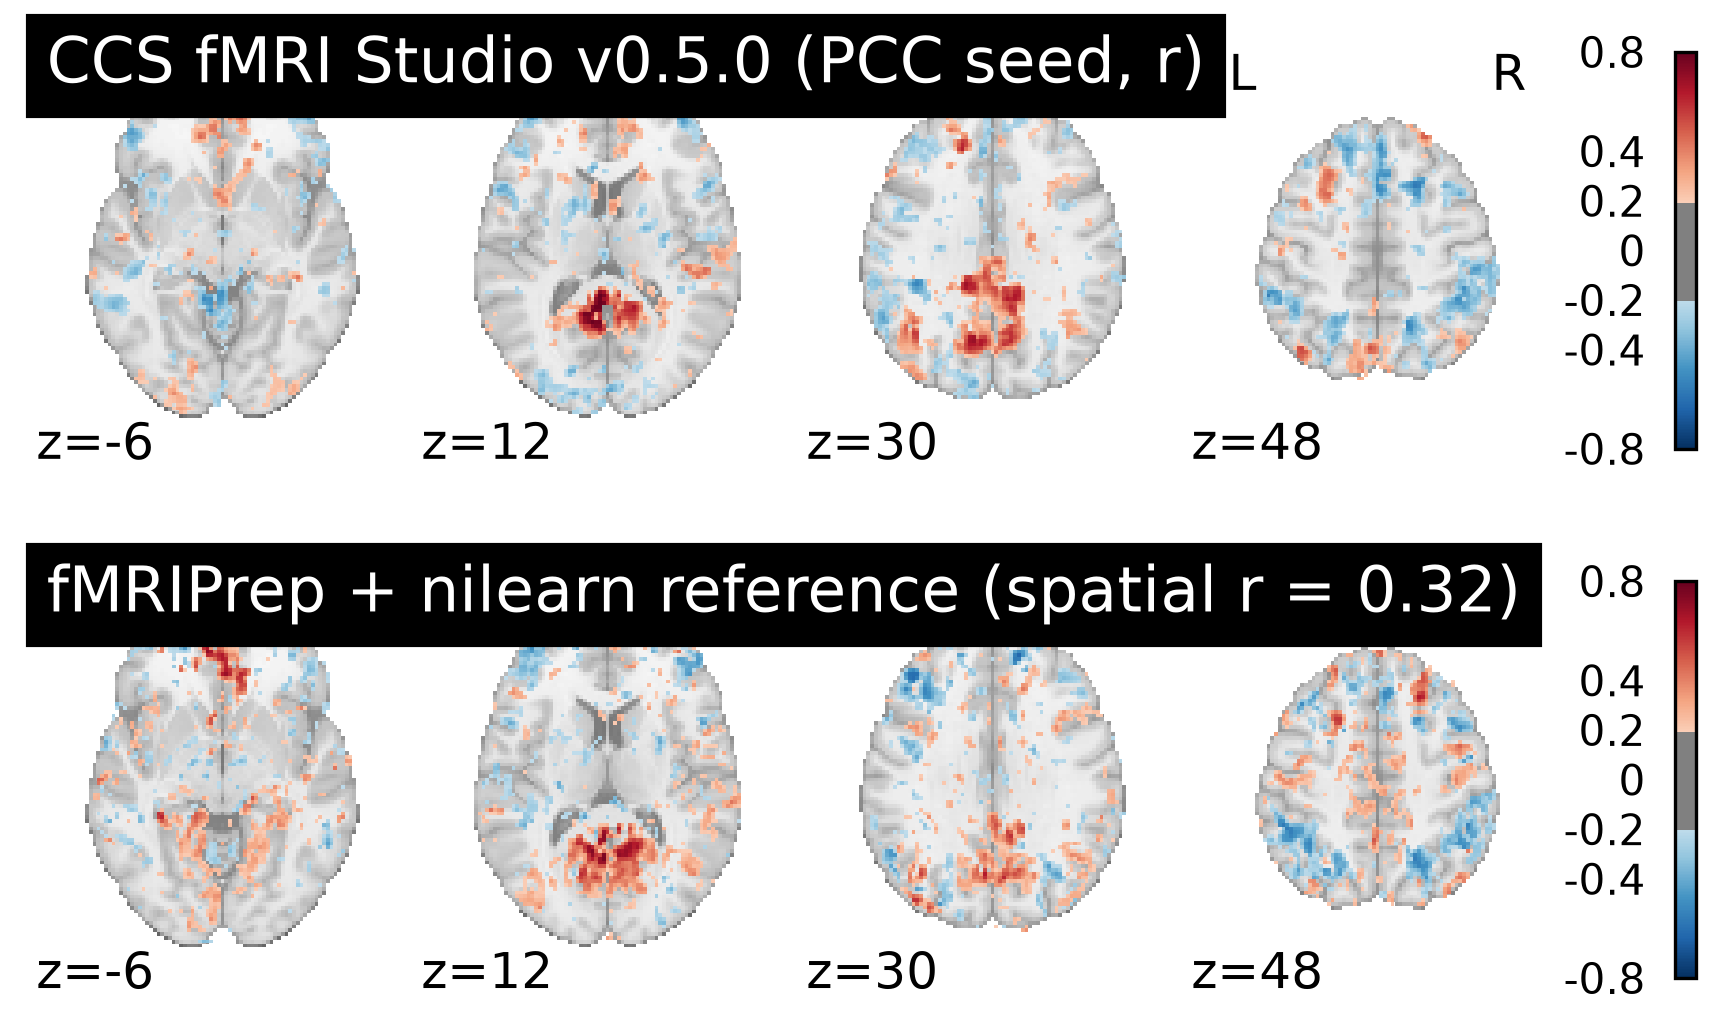 CCS fMRI Studio v0.5.0 (PCC seed, r)
L R
0.8
0.4
0.2
0
-0.2
-0.4
-0.8
z=-6 z=12 z=30 z=48
fMRIPrep + nilearn reference (spatial r = 0.32)
0.8
0.4
0.2
0
-0.2
-0.4
-0.8
z=-6 z=12 z=30 z=48